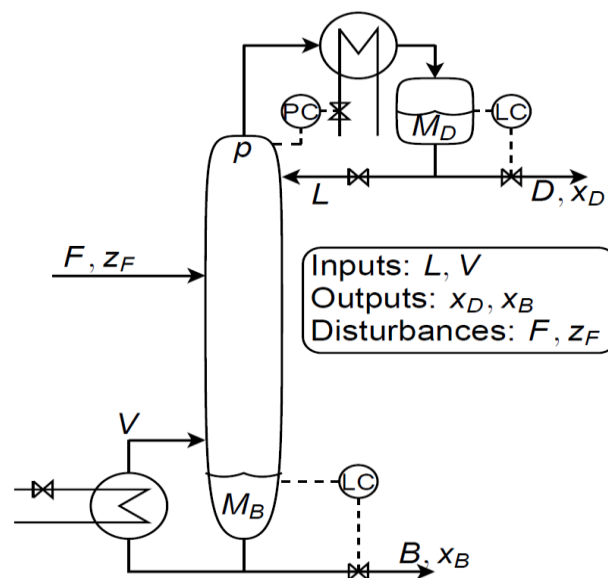 PC
LC
M_D
p
L
D, x_D
F, z_F
Inputs: L, V
Outputs: x_D, x_B
Disturbances: F, z_F
V
LC
M_B
B, x_B